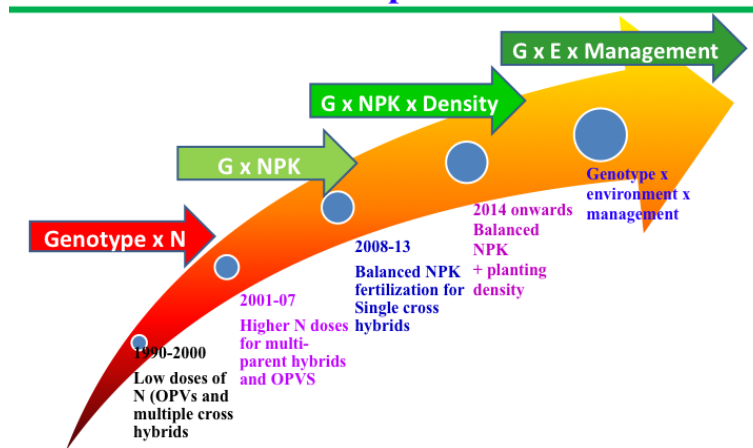 G x E x Management
G x NPK x Density
G x NPK
Genotype x N
1990-2000
Low doses of
N (OPVs and
multiple cross
hybrids
2001-07
Higher N doses
for multi-
parent hybrids
and OPVS
2008-13
Balanced NPK
fertilization for
Single cross
hybrids
2014 onwards
Balanced
NPK
+ planting
density
Genotype x
environment x
management